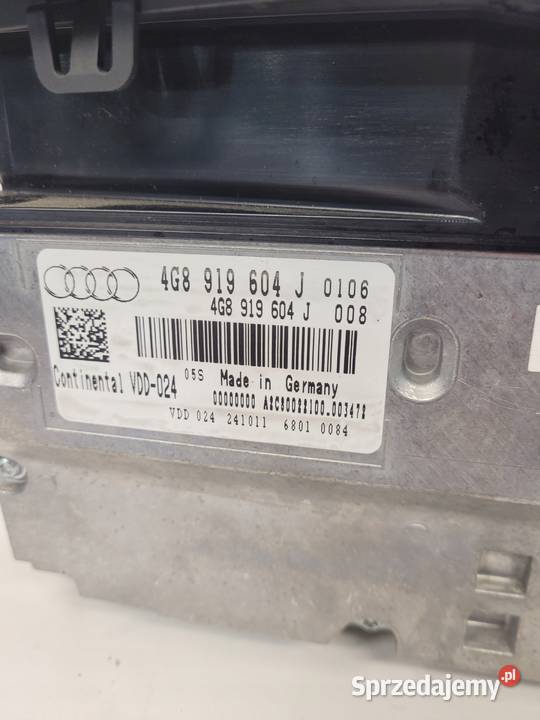 4G8 919 604 J 0106
4G8 919 604 J 008
Continental VDD-024 05S Made in Germany
00000000 A2C80088100.003478
VDD 024 241011 6801 0084
Sprzedajemy.pl